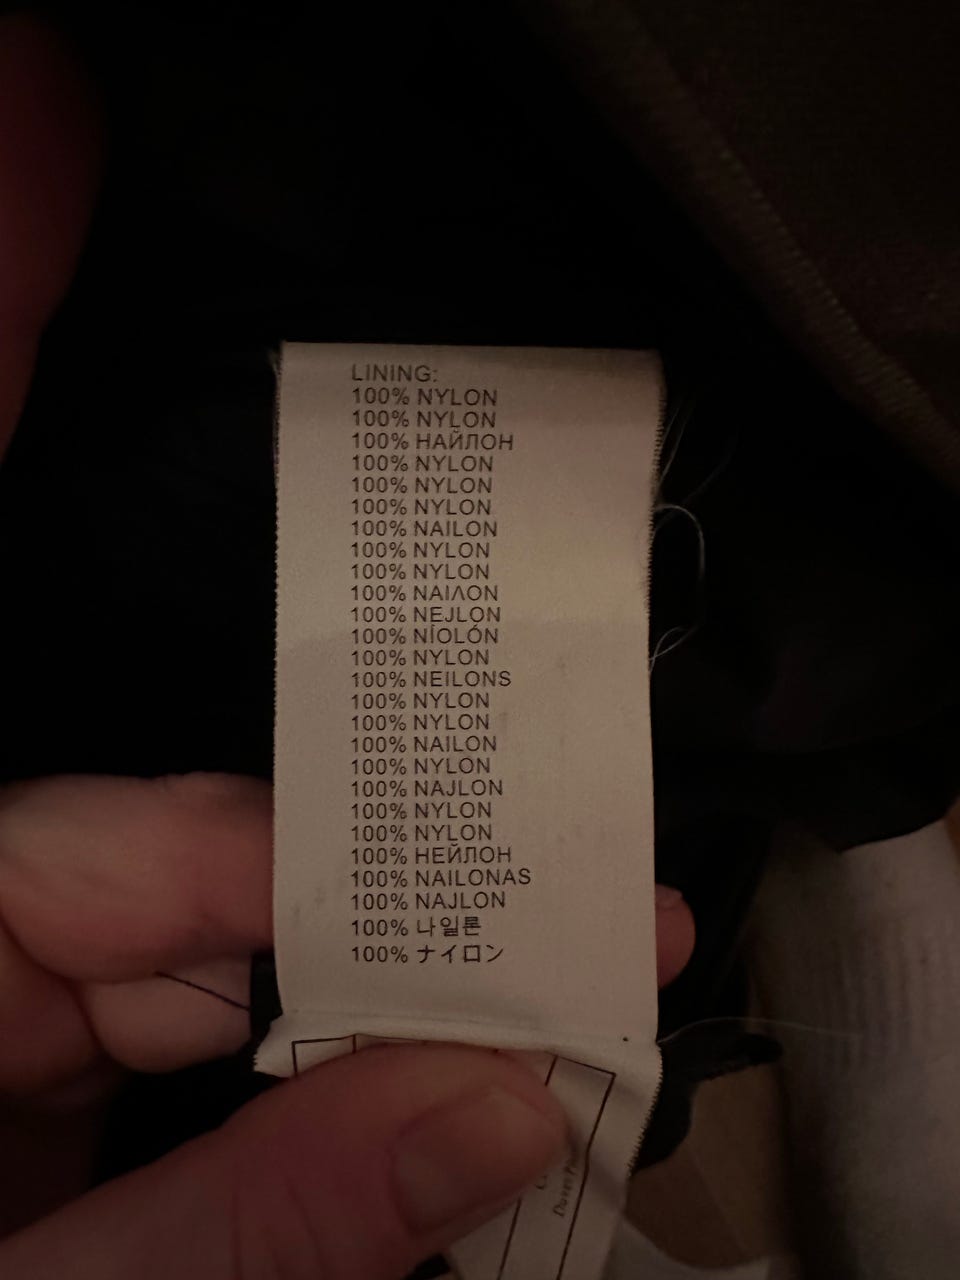 LINING:
100% NYLON
100% NYLON
100% НАЙЛОН
100% NYLON
100% NYLON
100% NYLON
100% NAILON
100% NYLON
100% NYLON
100% ΝΑΙΛΟΝ
100% NEJLON
100% NÍOLÓN
100% NYLON
100% NEILONS
100% NYLON
100% NYLON
100% NAILON
100% NYLON
100% NAJLON
100% NYLON
100% NYLON
100% НЕЙЛОН
100% NAILONAS
100% NAJLON
100% 나일론
100% ナイロン